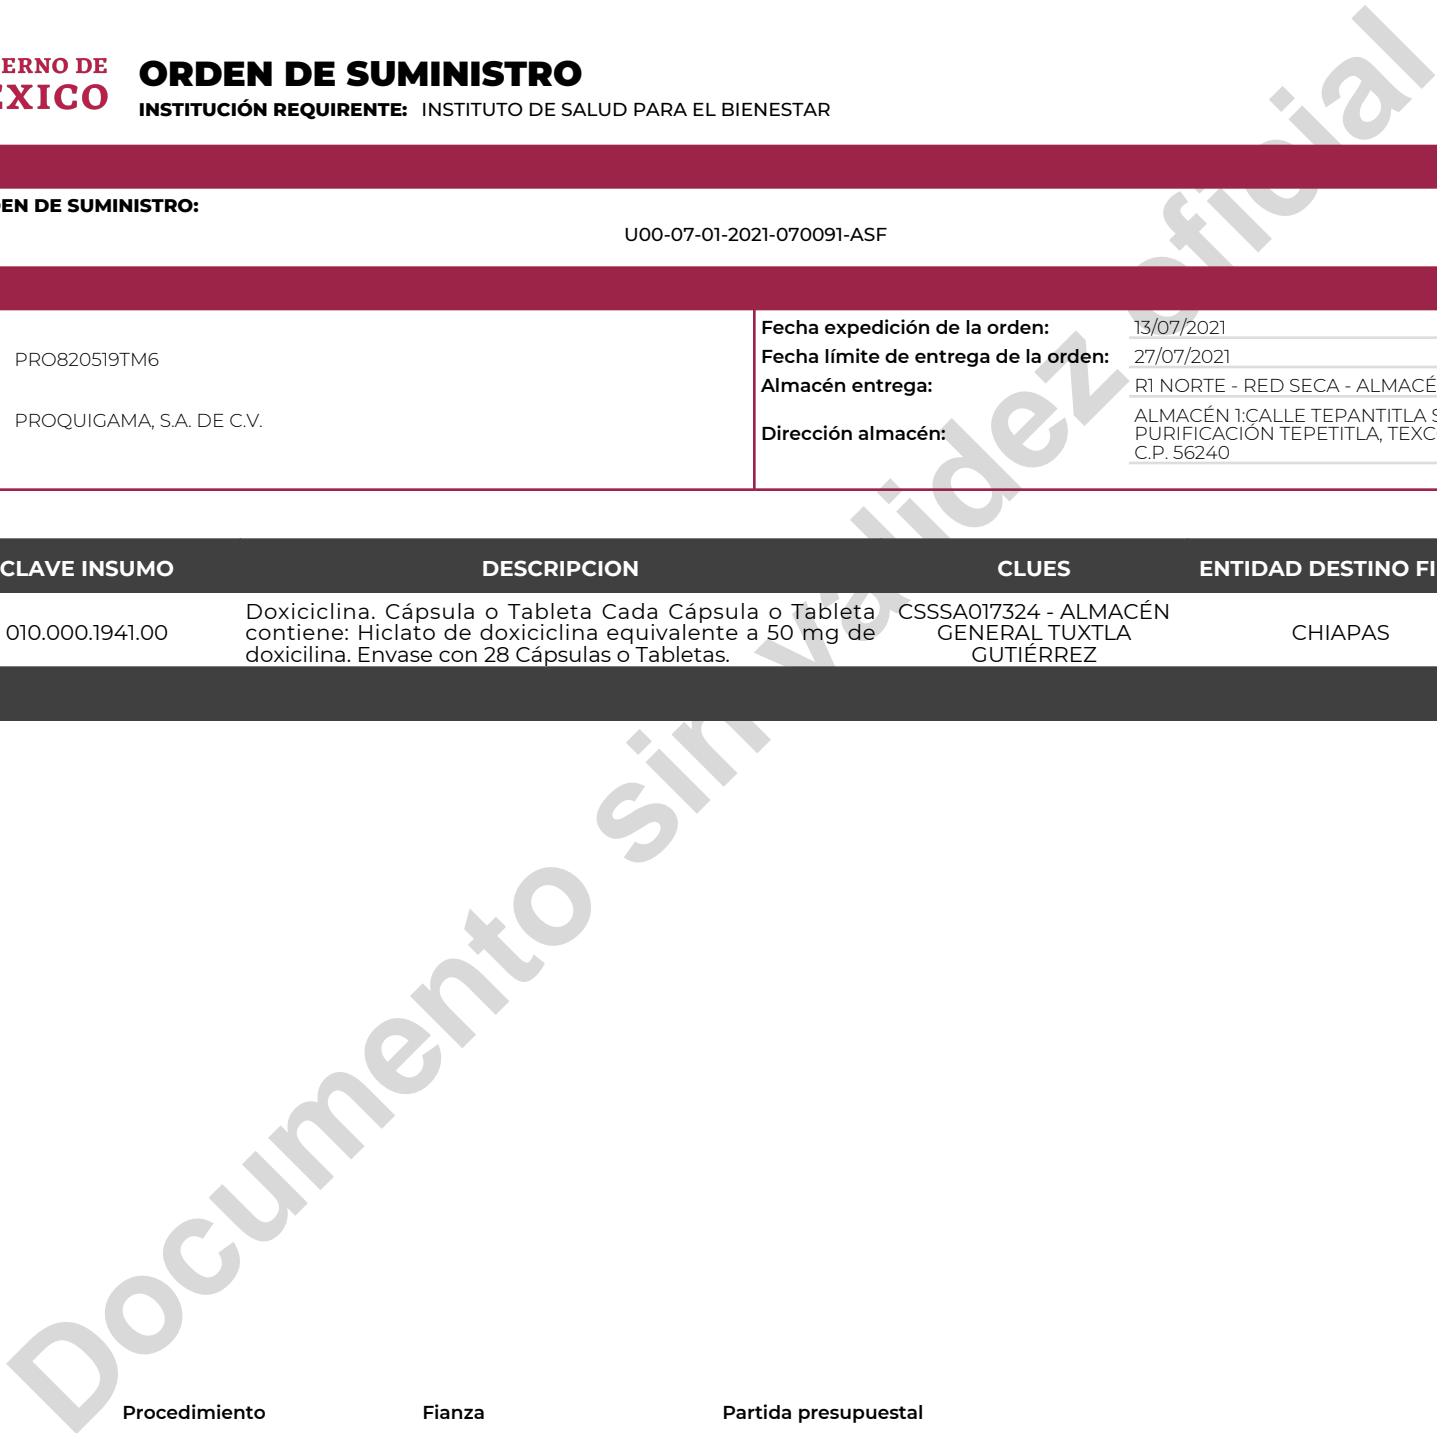 ERNO DE
ÉXICO
ORDEN DE SUMINISTRO
INSTITUCIÓN REQUIRENTE: INSTITUTO DE SALUD PARA EL BIENESTAR
EN DE SUMINISTRO:
U00-07-01-2021-070091-ASF
PRO820519TM6
PROQUIGAMA, S.A. DE C.V.
Fecha expedición de la orden: 13/07/2021
Fecha límite de entrega de la orden: 27/07/2021
Almacén entrega: R1 NORTE - RED SECA - ALMACÉ
Dirección almacén: ALMACÉN 1:CALLE TEPANTITLA S
PURIFICACIÓN TEPETITLA, TEXC
C.P. 56240
CLAVE INSUMO DESCRIPCION CLUES ENTIDAD DESTINO FI
010.000.1941.00
Doxiciclina. Cápsula o Tableta Cada Cápsula o Tableta
contiene: Hiclato de doxiciclina equivalente a 50 mg de
doxicilina. Envase con 28 Cápsulas o Tabletas.
CSSSA017324 - ALMACÉN
GENERAL TUXTLA
GUTIÉRREZ
CHIAPAS
Documento sin validez oficial
Procedimiento Fianza Partida presupuestal